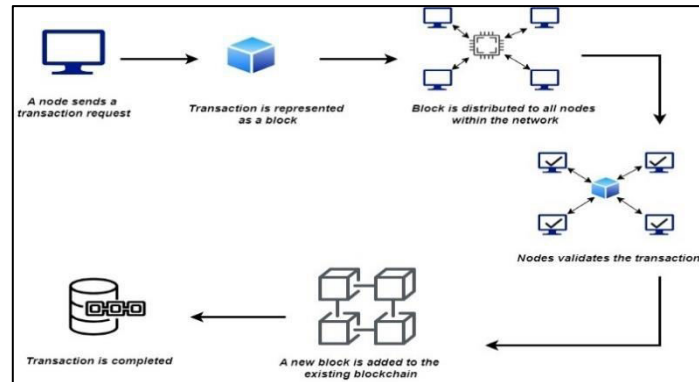 A node sends a
transaction request
Transaction is represented
as a block
Block is distributed to all nodes
within the network
Nodes validates the transaction
A new block is added to the
existing blockchain
Transaction is completed